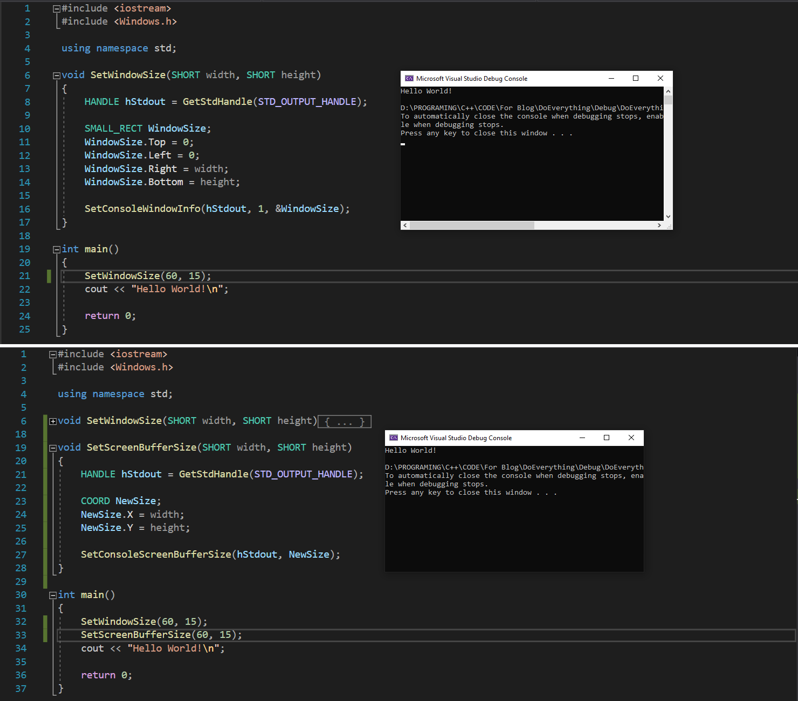 1 #include <iostream>
2 #include <Windows.h>
3
4 using namespace std;
5
6 void SetWindowSize(SHORT width, SHORT height)
7 {
8 HANDLE hStdout = GetStdHandle(STD_OUTPUT_HANDLE);
9
10 SMALL_RECT WindowSize;
11 WindowSize.Top = 0;
12 WindowSize.Left = 0;
13 WindowSize.Right = width;
14 WindowSize.Bottom = height;
15
16 SetConsoleWindowInfo(hStdout, 1, &WindowSize);
17 }
18
19 int main()
20 {
21 SetWindowSize(60, 15);
22 cout << "Hello World!\n";
23
24 return 0;
25 }
Microsoft Visual Studio Debug Console
Hello World!
D:\PROGRAMING\C++\CODE\For Blog\DoEverything\Debug\DoEverythi
To automatically close the console when debugging stops, enab
le when debugging stops.
Press any key to close this window . . .
1 #include <iostream>
2 #include <Windows.h>
3
4 using namespace std;
5
6 void SetWindowSize(SHORT width, SHORT height){ ... }
18
19 void SetScreenBufferSize(SHORT width, SHORT height)
20 {
21 HANDLE hStdout = GetStdHandle(STD_OUTPUT_HANDLE);
22
23 COORD NewSize;
24 NewSize.X = width;
25 NewSize.Y = height;
26
27 SetConsoleScreenBufferSize(hStdout, NewSize);
28 }
29
30 int main()
31 {
32 SetWindowSize(60, 15);
33 SetScreenBufferSize(60, 15);
34 cout << "Hello World!\n";
35
36 return 0;
37 }
Microsoft Visual Studio Debug Console
Hello World!
D:\PROGRAMING\C++\CODE\For Blog\DoEverything\Debug\DoEveryth
To automatically close the console when debugging stops, ena
le when debugging stops.
Press any key to close this window . . .